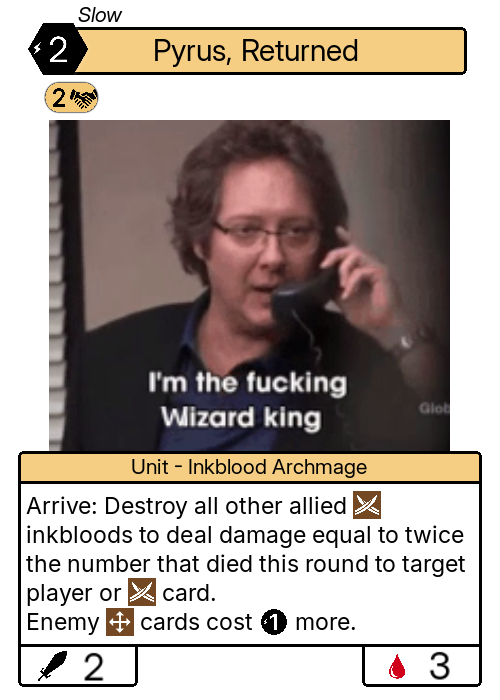 Slow
2
Pyrus, Returned
2
I'm the fucking
Wizard king
Glob
Unit - Inkblood Archmage
Arrive: Destroy all other allied
inkbloods to deal damage equal to twice
the number that died this round to target
player or card.
Enemy cards cost 1 more.
2
3